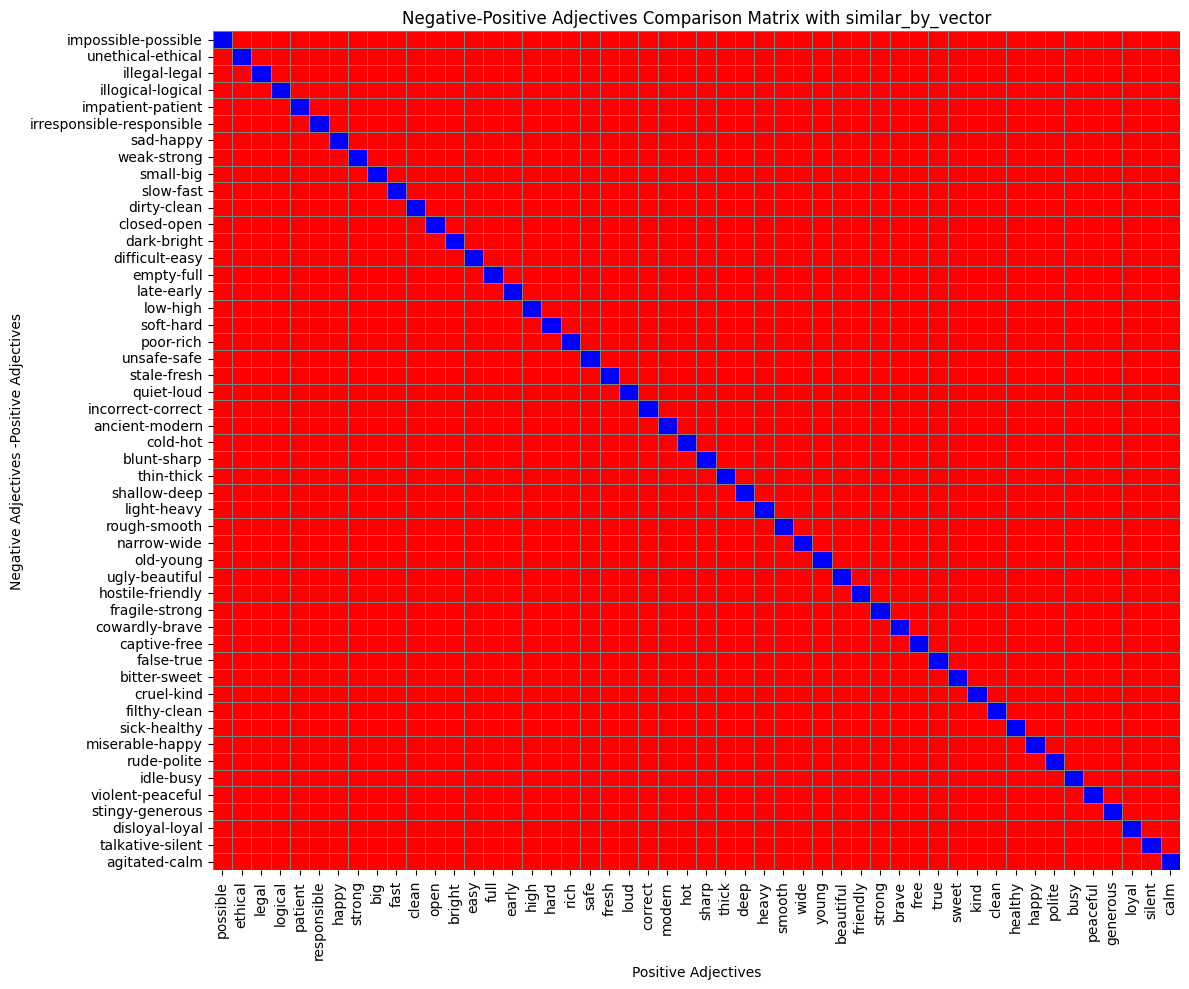 Negative-Positive Adjectives Comparison Matrix with similar_by_vector
Negative Adjectives -Positive Adjectives
impossible-possible
unethical-ethical
illegal-legal
illogical-logical
impatient-patient
irresponsible-responsible
sad-happy
weak-strong
small-big
slow-fast
dirty-clean
closed-open
dark-bright
difficult-easy
empty-full
late-early
low-high
soft-hard
poor-rich
unsafe-safe
stale-fresh
quiet-loud
incorrect-correct
ancient-modern
cold-hot
blunt-sharp
thin-thick
shallow-deep
light-heavy
rough-smooth
narrow-wide
old-young
ugly-beautiful
hostile-friendly
fragile-strong
cowardly-brave
captive-free
false-true
bitter-sweet
cruel-kind
filthy-clean
sick-healthy
miserable-happy
rude-polite
idle-busy
violent-peaceful
stingy-generous
disloyal-loyal
talkative-silent
agitated-calm
possible
ethical
legal
logical
patient
responsible
happy
strong
big
fast
clean
open
bright
easy
full
early
high
hard
rich
safe
fresh
loud
correct
modern
hot
sharp
thick
deep
heavy
smooth
wide
young
beautiful
friendly
strong
brave
free
true
sweet
kind
clean
healthy
happy
polite
busy
peaceful
generous
loyal
silent
calm
Positive Adjectives